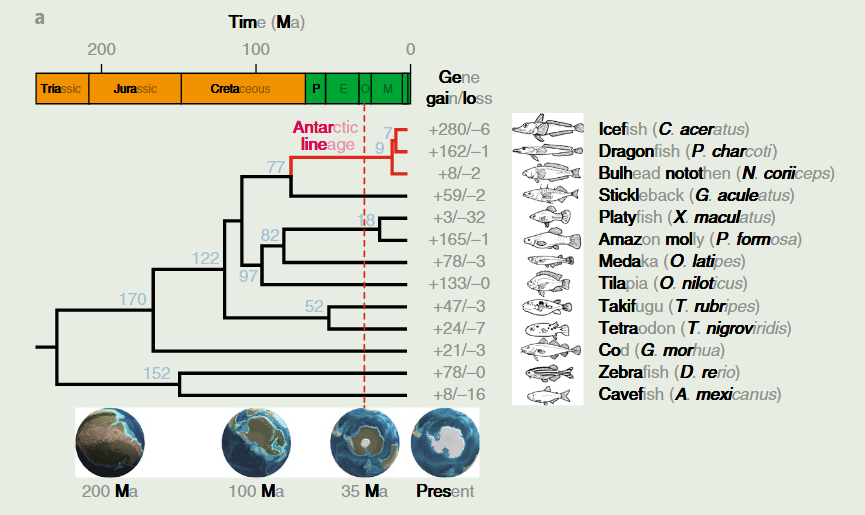 a
Time (Ma)
200 100 0
Triassic Jurassic Cretaceous P E O M
Gene
gain/loss
Antarctic
lineage
7
9
77
18
82
122
97
170
52
152
+280/−6 Icefish (C. aceratus)
+162/−1 Dragonfish (P. charcoti)
+8/−2 Bulhead notothen (N. coriiceps)
+59/−2 Stickleback (G. aculeatus)
+3/−32 Platyfish (X. maculatus)
+165/−1 Amazon molly (P. formosa)
+78/−3 Medaka (O. latipes)
+133/−0 Tilapia (O. niloticus)
+47/−3 Takifugu (T. rubripes)
+24/−7 Tetraodon (T. nigroviridis)
+21/−3 Cod (G. morhua)
+78/−0 Zebrafish (D. rerio)
+8/−16 Cavefish (A. mexicanus)
200 Ma 100 Ma 35 Ma Present